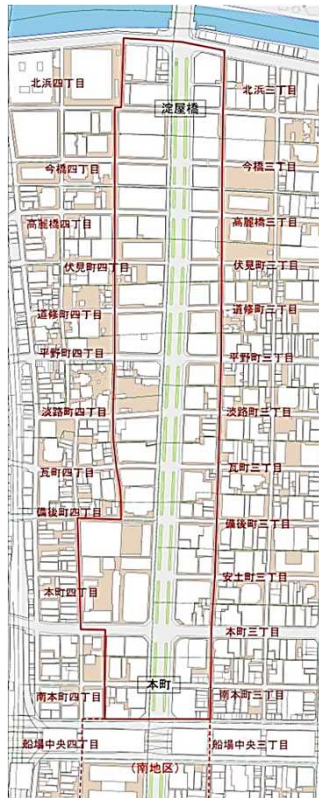 北浜四丁目
北浜三丁目
淀屋橋
今橋四丁目
今橋三丁目
高麗橋四丁目
高麗橋三丁目
伏見町四丁目
伏見町三丁目
道修町四丁目
道修町三丁目
平野町四丁目
平野町三丁目
淡路町四丁目
淡路町三丁目
瓦町四丁目
瓦町三丁目
備後町四丁目
備後町三丁目
安土町三丁目
本町四丁目
本町三丁目
本町
南本町四丁目
南本町三丁目
船場中央四丁目
船場中央三丁目
(南地区)